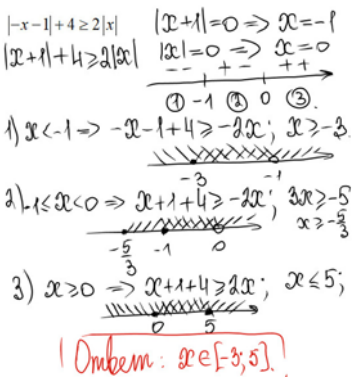 |−x−1|+4≥2|x|    |x+1|=0 => x=-1
|x+1|+4≥2|x|    |x|=0 => x=0
-- +- ++
① -1 ② 0 ③.
1) x<-1 => -x-1+4≥-2x; x≥-3.
-3 -1
2) -1≤x<0 => x+1+4≥-2x; 3x≥-5
x≥-5/3
-5/3 -1 0
3) x≥0 => x+1+4≥2x; x≤5;
0 5
Ответ: x∈[-3;5].